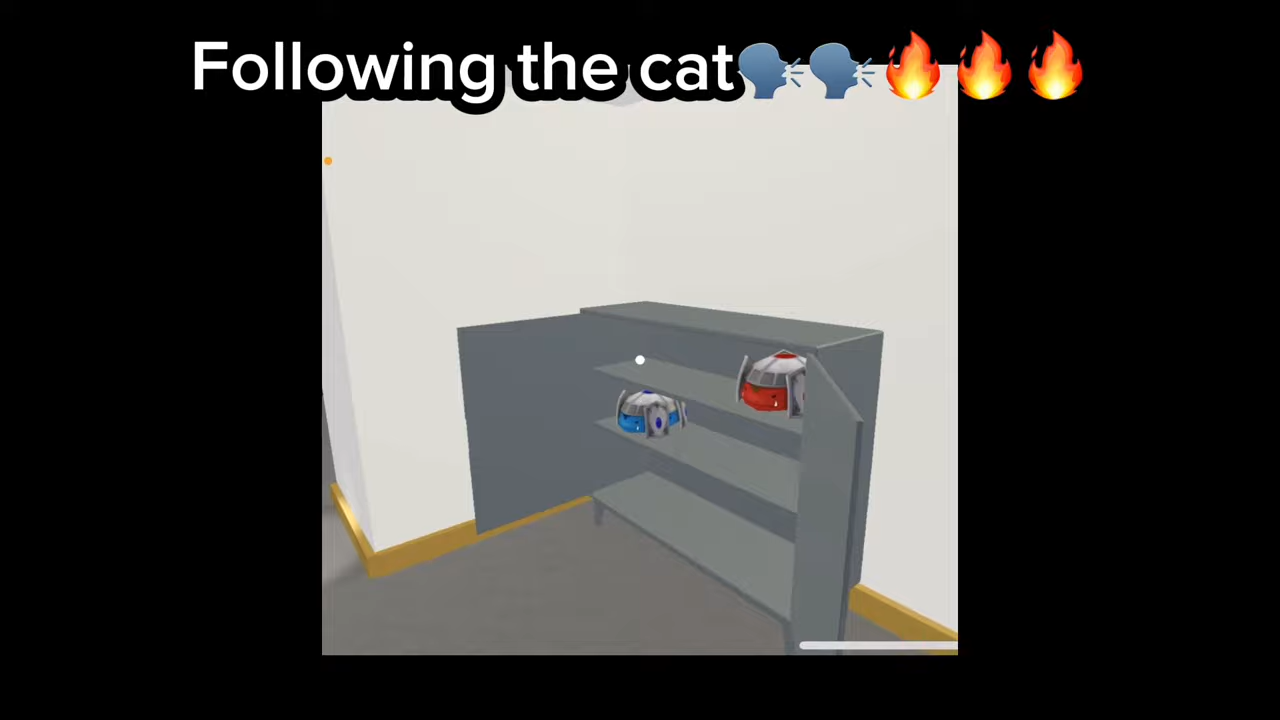 Following the cat🗣️🗣️🔥🔥🔥